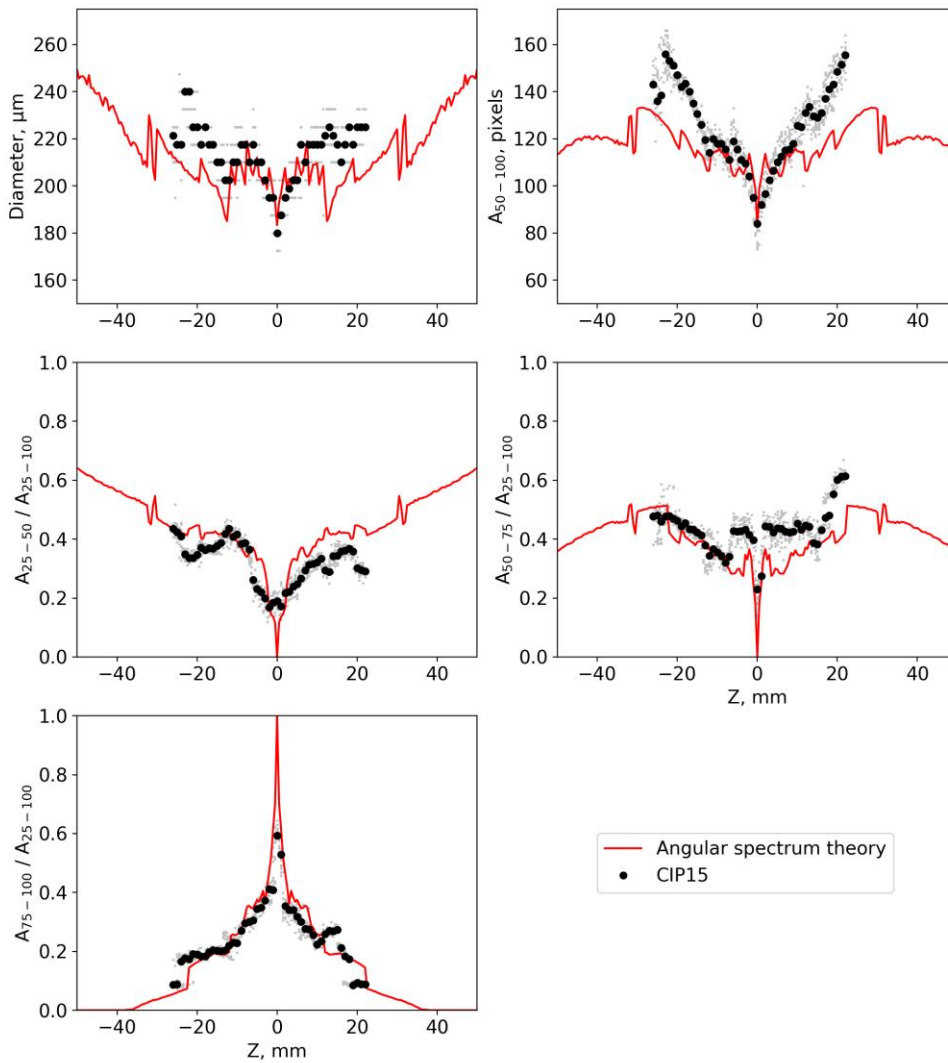 260
240
220
200
180
160
Diameter, μm
−40 −20 0 20 40
160
140
120
100
80
60
A50−100, pixels
−40 −20 0 20 40
1.0
0.8
0.6
0.4
0.2
0.0
A25−50 / A25−100
−40 −20 0 20 40
1.0
0.8
0.6
0.4
0.2
0.0
A50−75 / A25−100
−40 −20 0 20 40
Z, mm
1.0
0.8
0.6
0.4
0.2
0.0
A75−100 / A25−100
−40 −20 0 20 40
Z, mm
Angular spectrum theory
CIP15